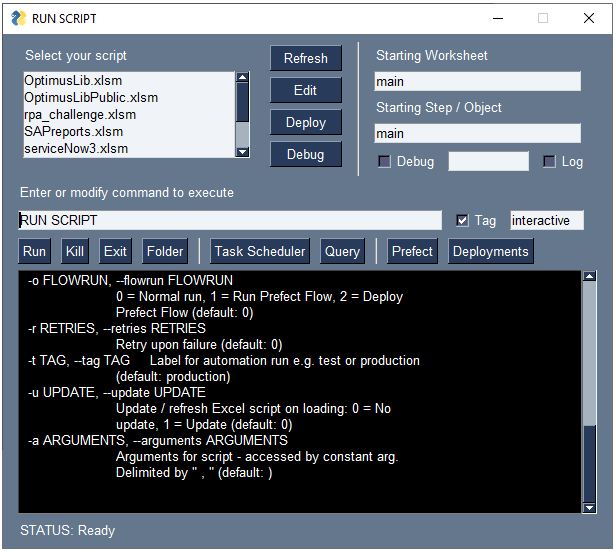 RUN SCRIPT
Select your script
OptimusLib.xlsm
OptimusLibPublic.xlsm
rpa_challenge.xlsm
SAPreports.xlsm
serviceNow3.xlsm
Refresh
Edit
Deploy
Debug
Starting Worksheet
main
Starting Step / Object
main
Debug
Log
Enter or modify command to execute
RUN SCRIPT
Tag
interactive
Run Kill Exit Folder Task Scheduler Query Prefect Deployments
-o FLOWRUN, --flowrun FLOWRUN
0 = Normal run, 1 = Run Prefect Flow, 2 = Deploy
Prefect Flow (default: 0)
-r RETRIES, --retries RETRIES
Retry upon failure (default: 0)
-t TAG, --tag TAG Label for automation run e.g. test or production
(default: production)
-u UPDATE, --update UPDATE
Update / refresh Excel script on loading: 0 = No
update, 1 = Update (default: 0)
-a ARGUMENTS, --arguments ARGUMENTS
Arguments for script - accessed by constant arg.
Delimited by " , " (default: )
STATUS: Ready